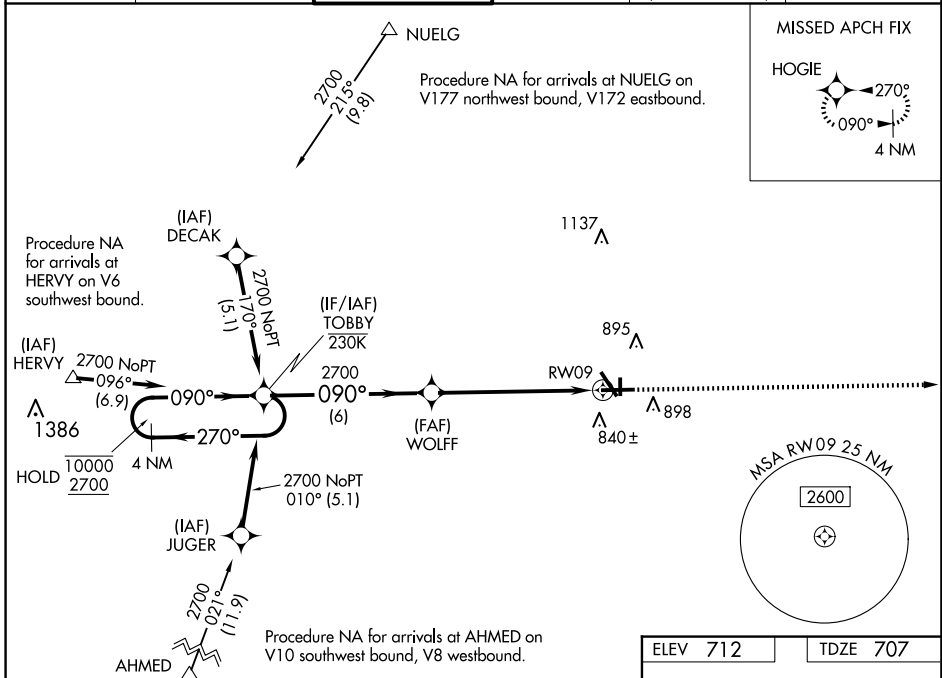 NUELG
2700
215°
(9.8)
Procedure NA for arrivals at NUELG on
V177 northwest bound, V172 eastbound.
MISSED APCH FIX
HOGIE
270°
090°
4 NM
(IAF)
DECAK
2700 NoPT
170°
(5.1)
Procedure NA
for arrivals at
HERVY on V6
southwest bound.
(IF/IAF)
TOBBY
230K
1137
895
(IAF)
HERVY
2700 NoPT
096°
(6.9)
090°
2700
090°
(6)
RW09
1386
270°
(FAF)
WOLFF
840±
898
HOLD
10000
2700
4 NM
2700 NoPT
010° (5.1)
(IAF)
JUGER
MSA RW09 25 NM
2600
2700
021°
(11.9)
AHMED
Procedure NA for arrivals at AHMED on
V10 southwest bound, V8 westbound.
ELEV 712
TDZE 707